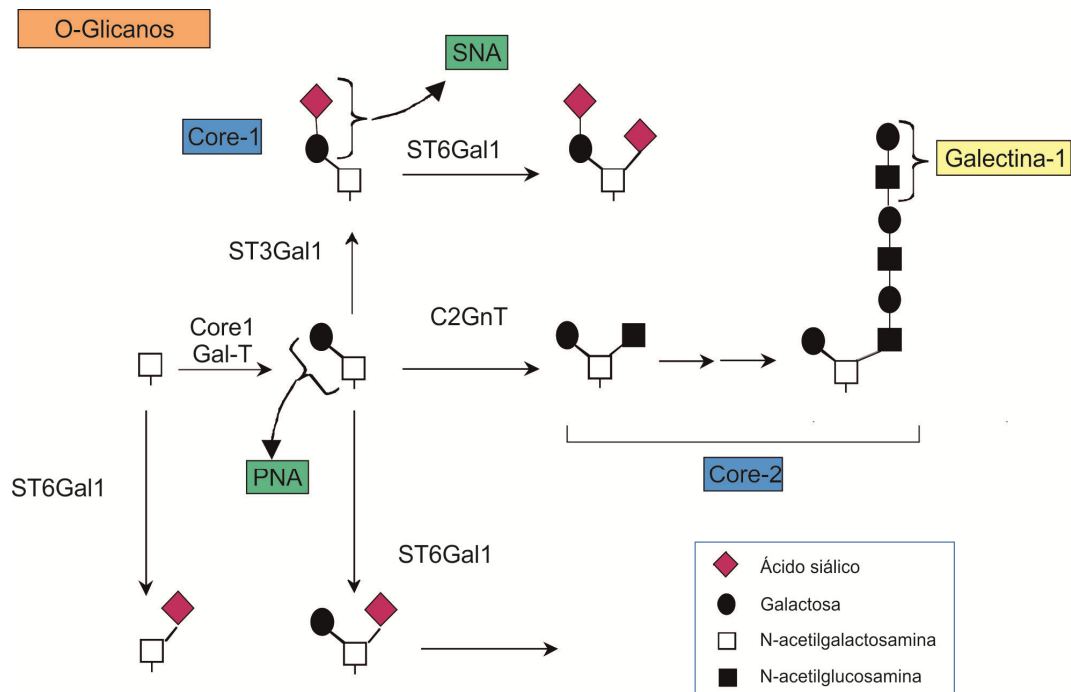 O-Glicanos
SNA
Core-1
ST6Gal1
Galectina-1
ST3Gal1
Core1
Gal-T
C2GnT
PNA
Core-2
ST6Gal1
ST6Gal1
Ácido siálico
Galactosa
N-acetilgalactosamina
N-acetilglucosamina